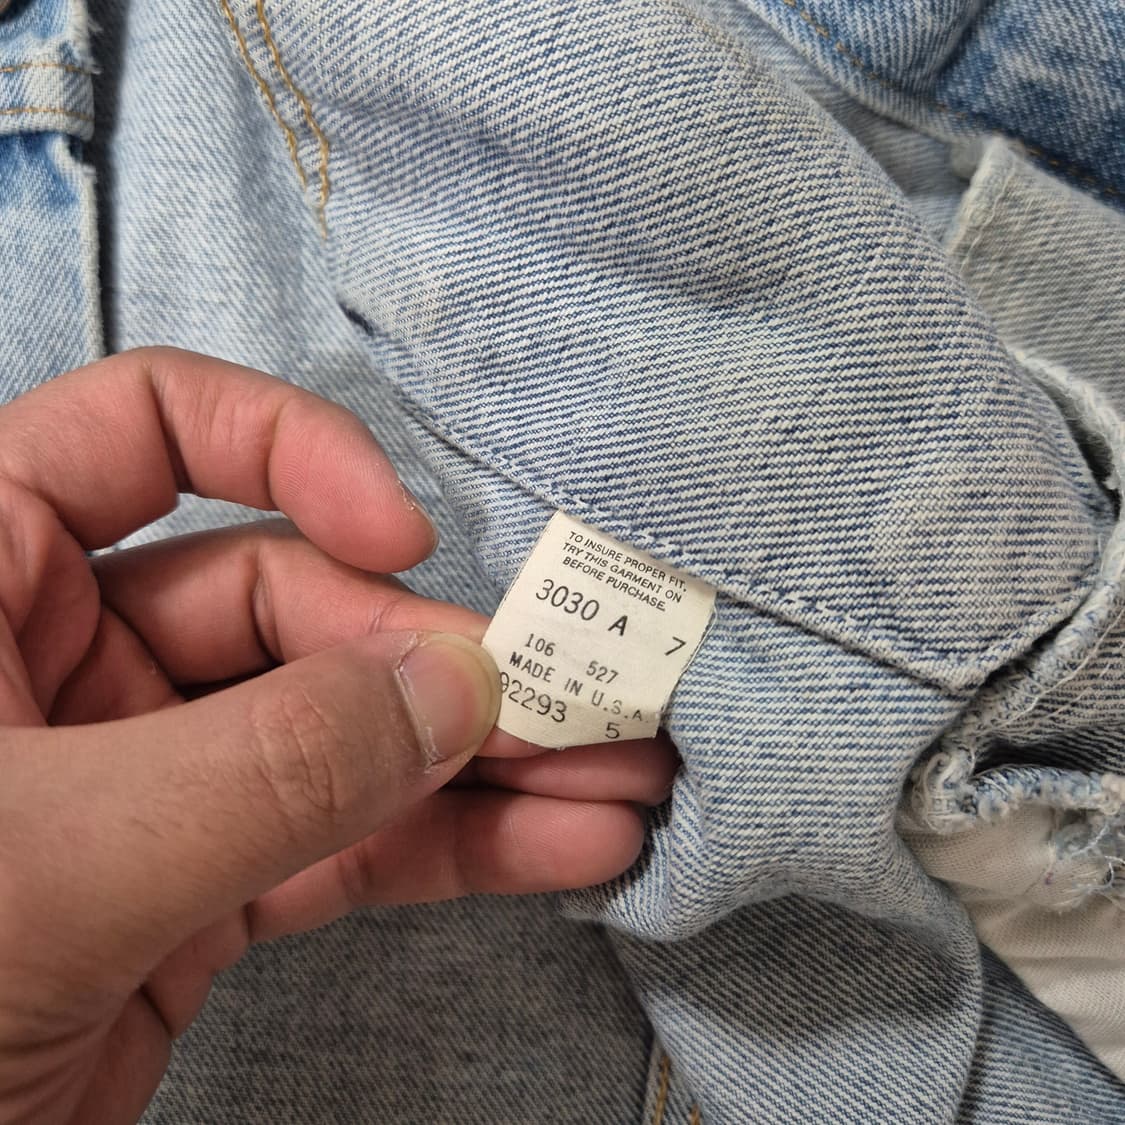 TO INSURE PROPER FIT,
TRY THIS GARMENT ON
BEFORE PURCHASE.
3030 A 7
106 527
MADE IN U.S.A.
92293 5